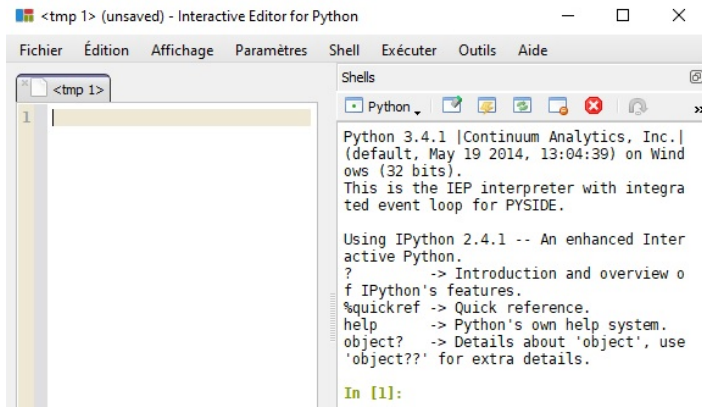 <tmp 1> (unsaved) - Interactive Editor for Python
Fichier Édition Affichage Paramètres Shell Exécuter Outils Aide
<tmp 1>
1
Shells
Python
»
Python 3.4.1 |Continuum Analytics, Inc.|
(default, May 19 2014, 13:04:39) on Wind
ows (32 bits).
This is the IEP interpreter with integra
ted event loop for PYSIDE.
Using IPython 2.4.1 -- An enhanced Inter
active Python.
? -> Introduction and overview o
f IPython's features.
%quickref -> Quick reference.
help -> Python's own help system.
object? -> Details about 'object', use
'object??' for extra details.
In [1]: